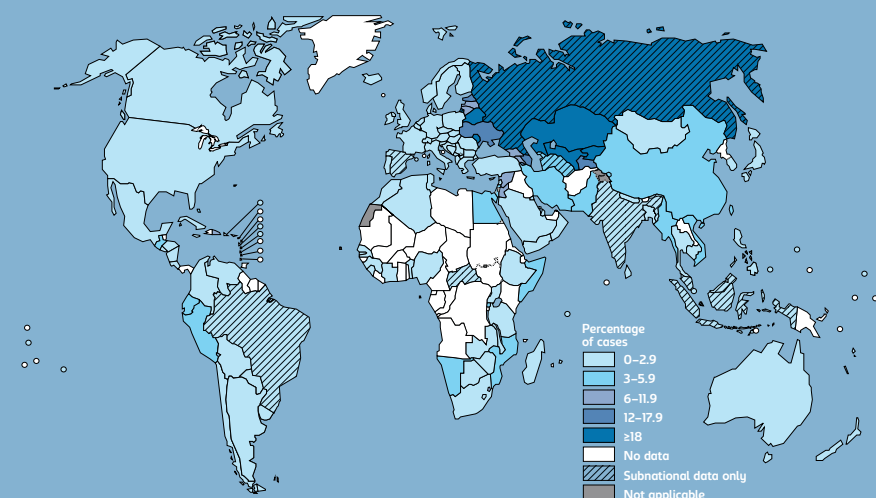 Percentage
of cases
0–2.9
3–5.9
6–11.9
12–17.9
≥18
No data
Subnational data only
Not applicable